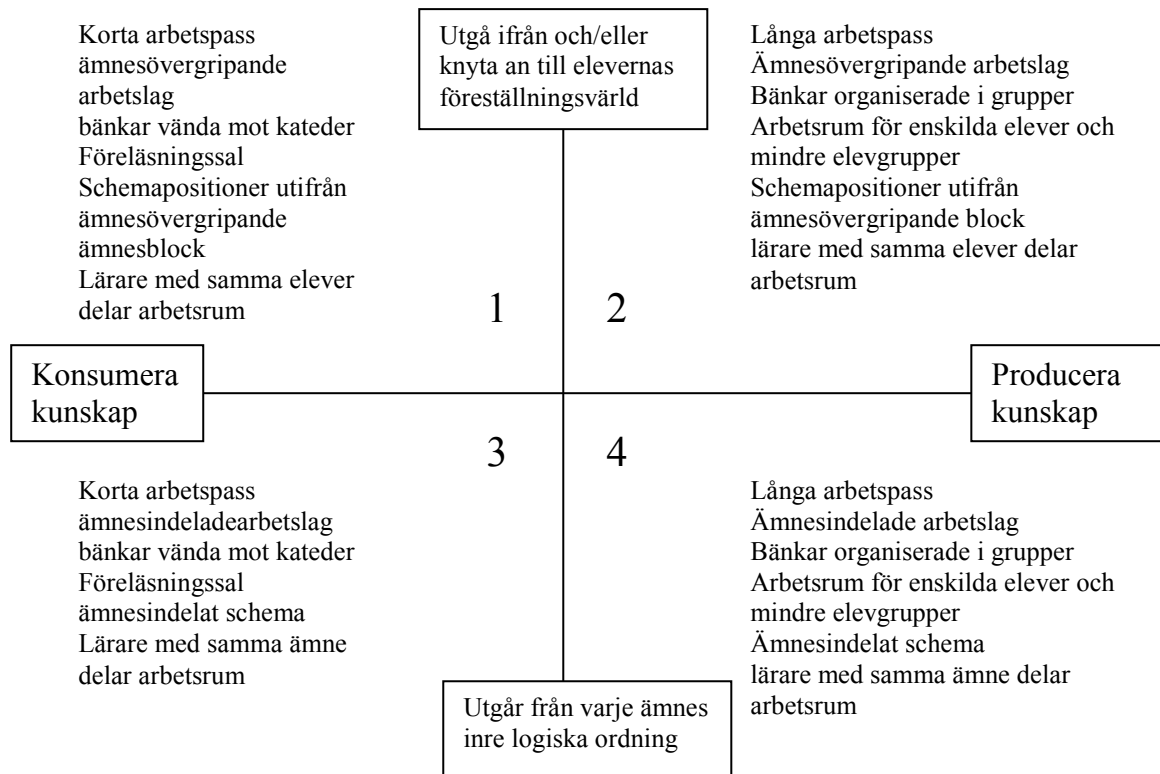 Korta arbetspass
ämnesövergripande
arbetslag
bänkar vända mot kateder
Föreläsningssal
Schemapositioner utifrån
ämnesövergripande
ämnesblock
Lärare med samma elever
delar arbetsrum
Utgå ifrån och/eller
knyta an till elevernas
föreställningsvärld
Långa arbetspass
Ämnesövergripande arbetslag
Bänkar organiserade i grupper
Arbetsrum för enskilda elever och
mindre elevgrupper
Schemapositioner utifrån
ämnesövergripande block
lärare med samma elever delar
arbetsrum
1
2
Konsumera
kunskap
Producera
kunskap
3
4
Korta arbetspass
ämnesindeladearbetslag
bänkar vända mot kateder
Föreläsningssal
ämnesindelat schema
Lärare med samma ämne
delar arbetsrum
Långa arbetspass
Ämnesindelade arbetslag
Bänkar organiserade i grupper
Arbetsrum för enskilda elever och
mindre elevgrupper
Ämnesindelat schema
lärare med samma ämne delar
arbetsrum
Utgår från varje ämnes
inre logiska ordning